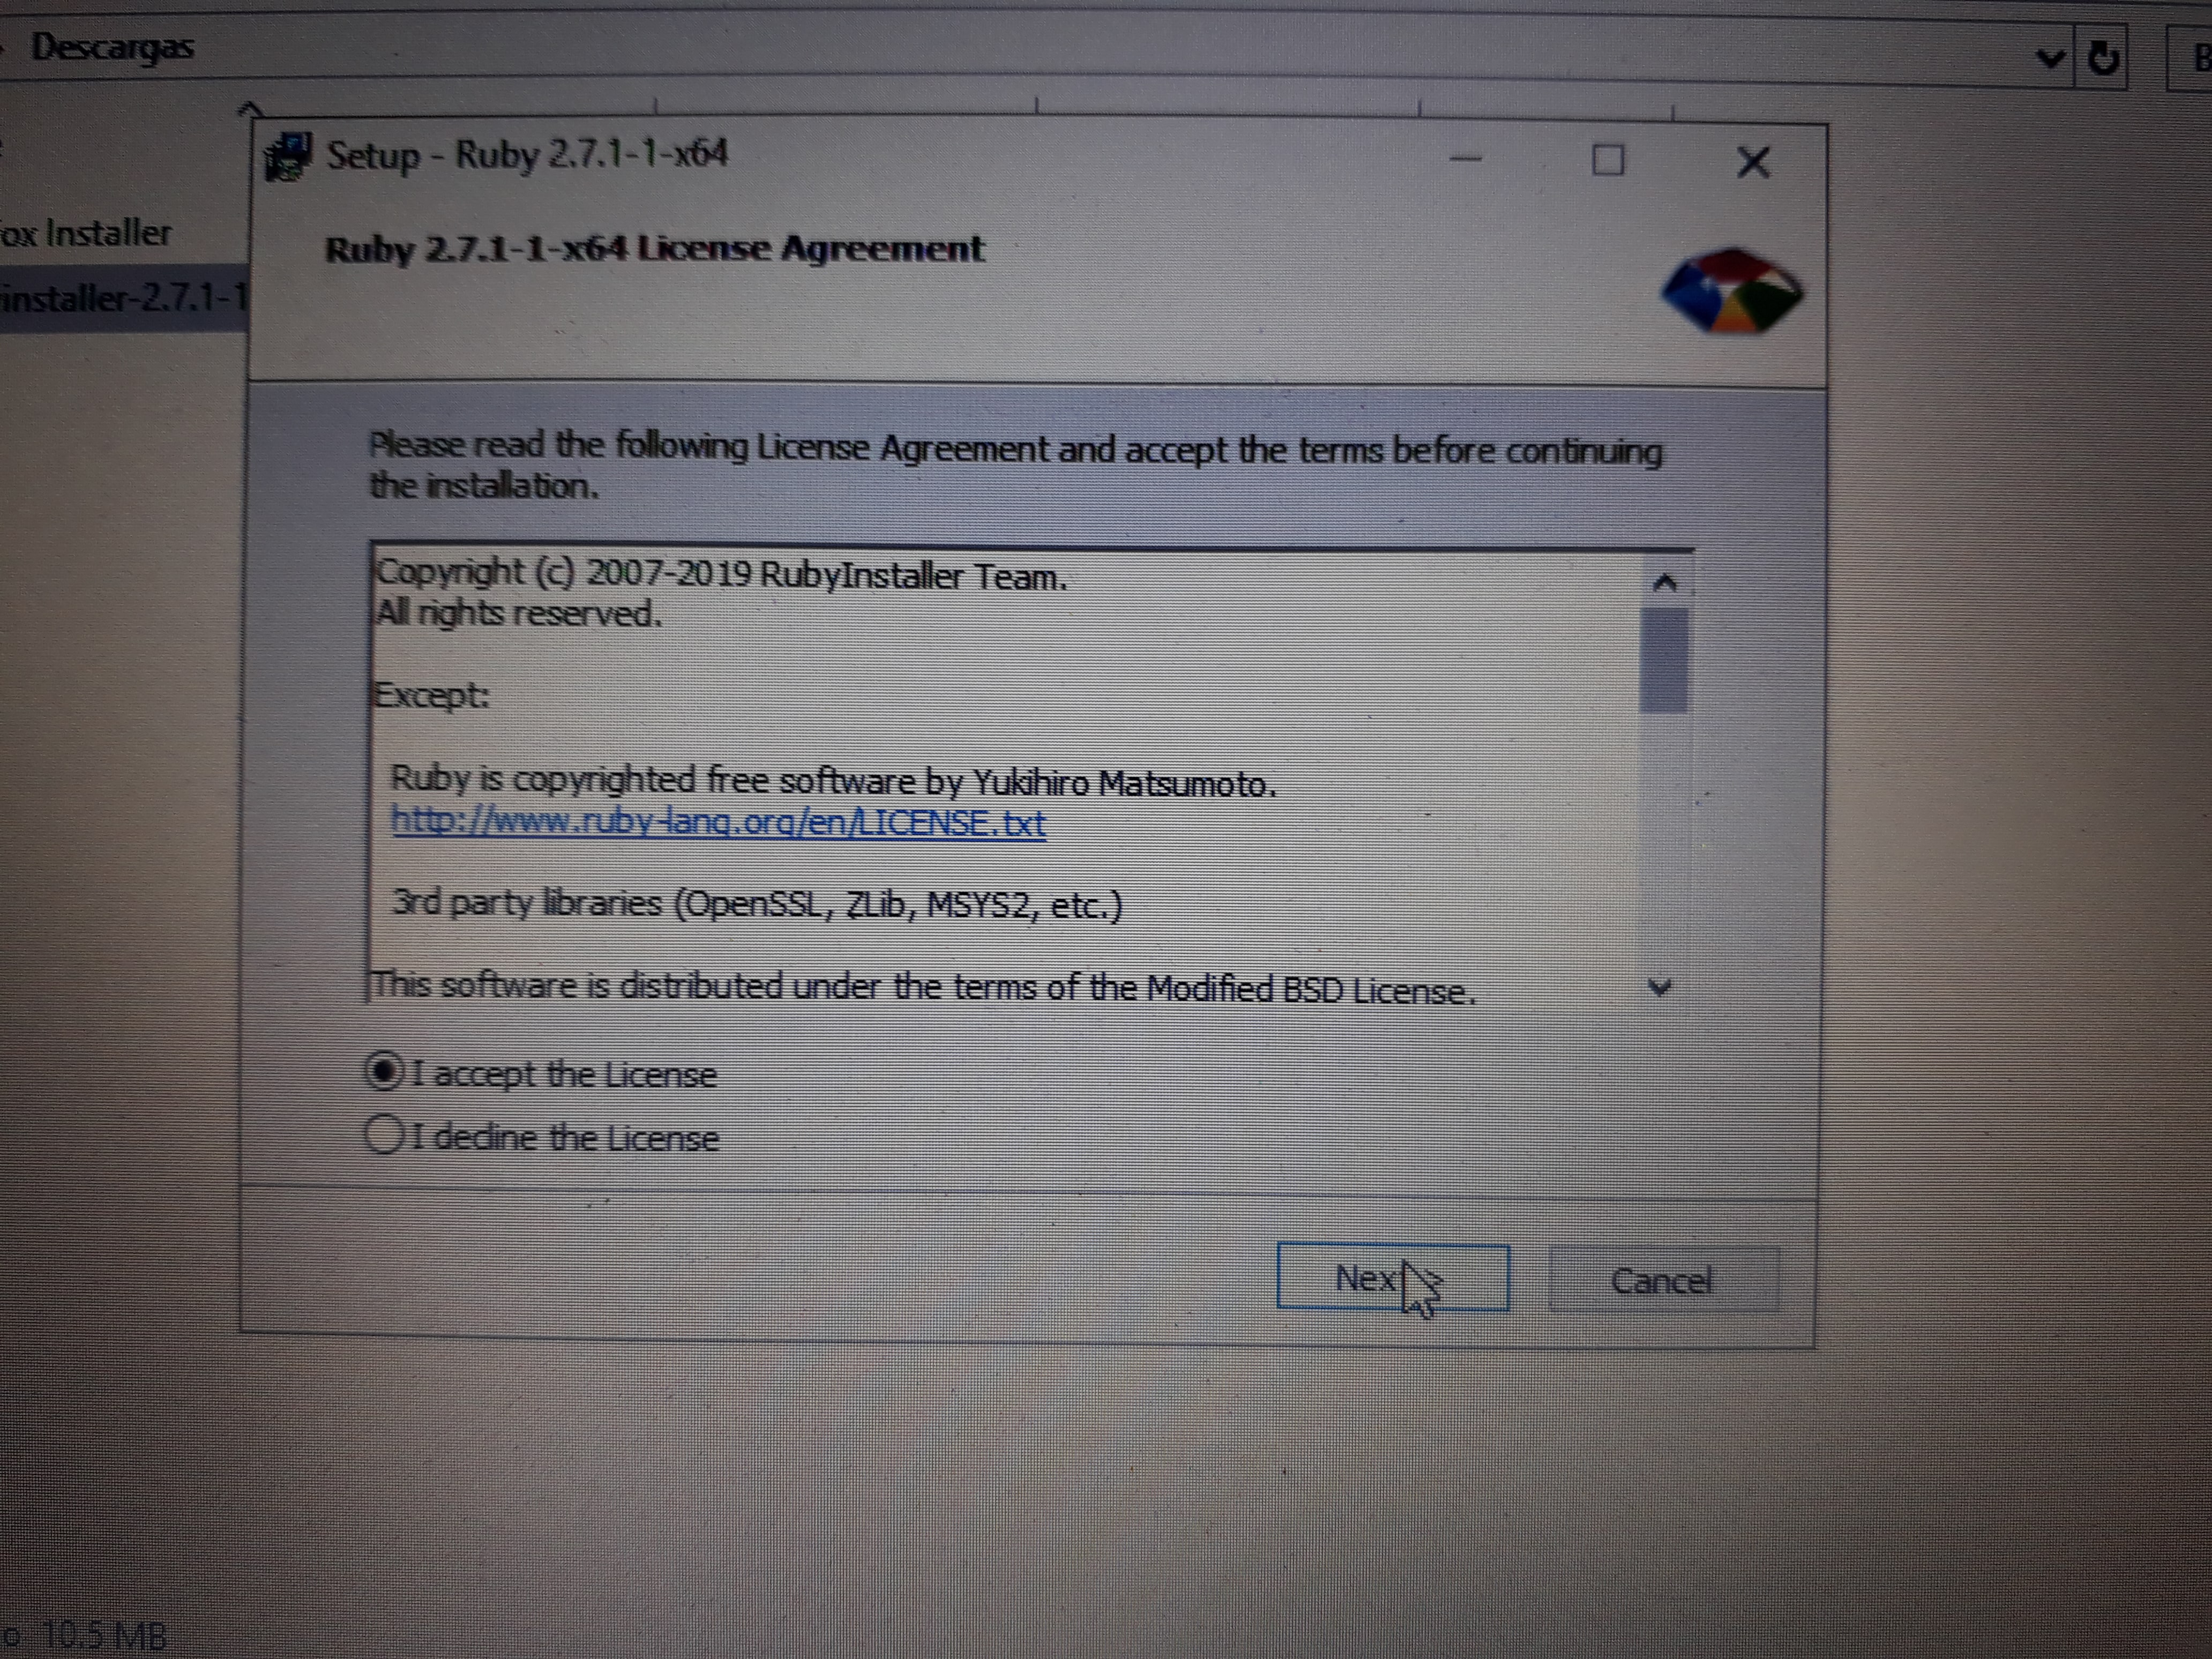 Descargas
B
Setup - Ruby 2.7.1-1-x64
Ruby 2.7.1-1-x64 License Agreement
ox Installer
installer-2.7.1-1
Please read the following License Agreement and accept the terms before continuing
the installation.
Copyright (c) 2007-2019 RubyInstaller Team.
All rights reserved.
Except:
Ruby is copyrighted free software by Yukihiro Matsumoto.
http://www.ruby-lang.org/en/LICENSE.txt
3rd party libraries (OpenSSL, ZLib, MSYS2, etc.)
This software is distributed under the terms of the Modified BSD License.
I accept the License
I decline the License
Nex
Cancel
o 10.5 MB